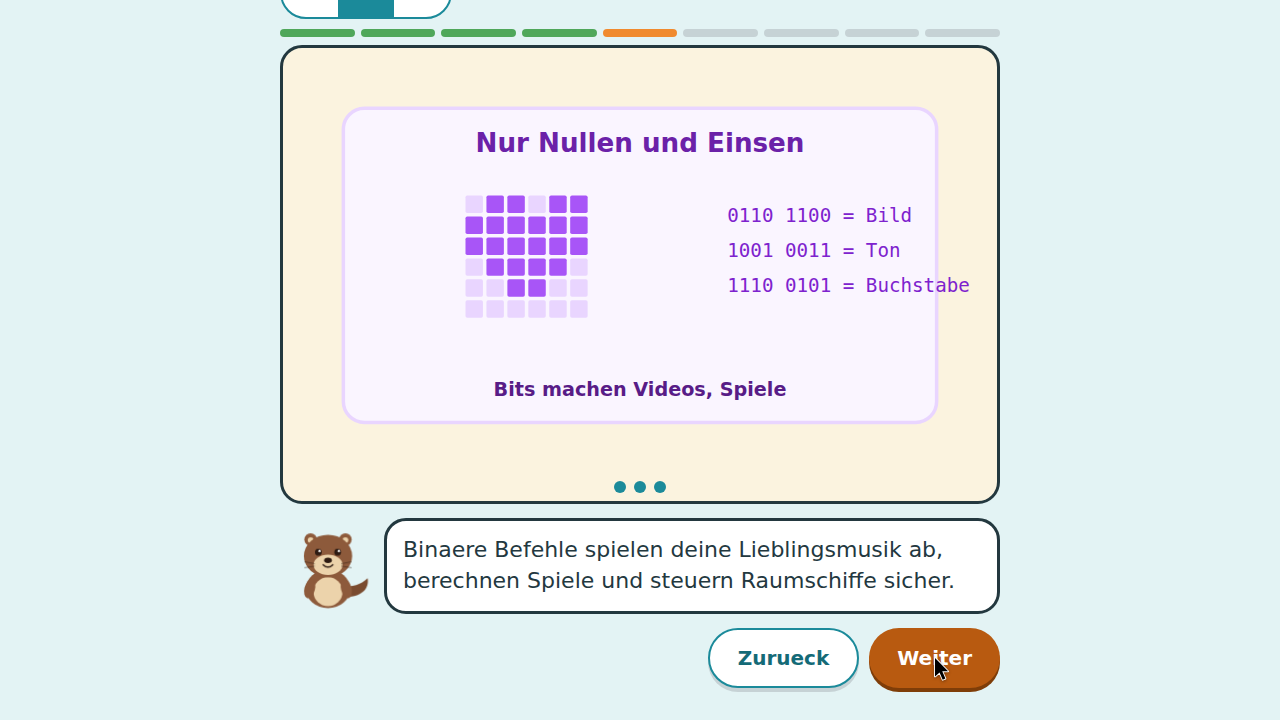 Nur Nullen und Einsen
0110 1100 = Bild
1001 0011 = Ton
1110 0101 = Buchstabe
Bits machen Videos, Spiele
Binaere Befehle spielen deine Lieblingsmusik ab,
berechnen Spiele und steuern Raumschiffe sicher.
Zurueck
Weiter